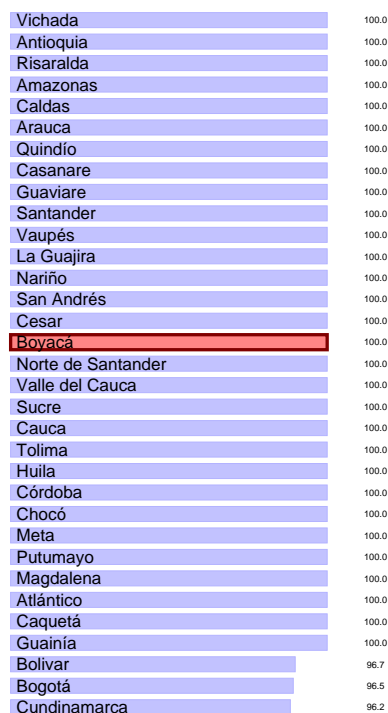 Vichada 100.0
Antioquia 100.0
Risaralda 100.0
Amazonas 100.0
Caldas 100.0
Arauca 100.0
Quindío 100.0
Casanare 100.0
Guaviare 100.0
Santander 100.0
Vaupés 100.0
La Guajira 100.0
Nariño 100.0
San Andrés 100.0
Cesar 100.0
Boyacá 100.0
Norte de Santander 100.0
Valle del Cauca 100.0
Sucre 100.0
Cauca 100.0
Tolima 100.0
Huila 100.0
Córdoba 100.0
Chocó 100.0
Meta 100.0
Putumayo 100.0
Magdalena 100.0
Atlántico 100.0
Caquetá 100.0
Guainía 100.0
Bolivar 96.7
Bogotá 96.5
Cundinamarca 96.2